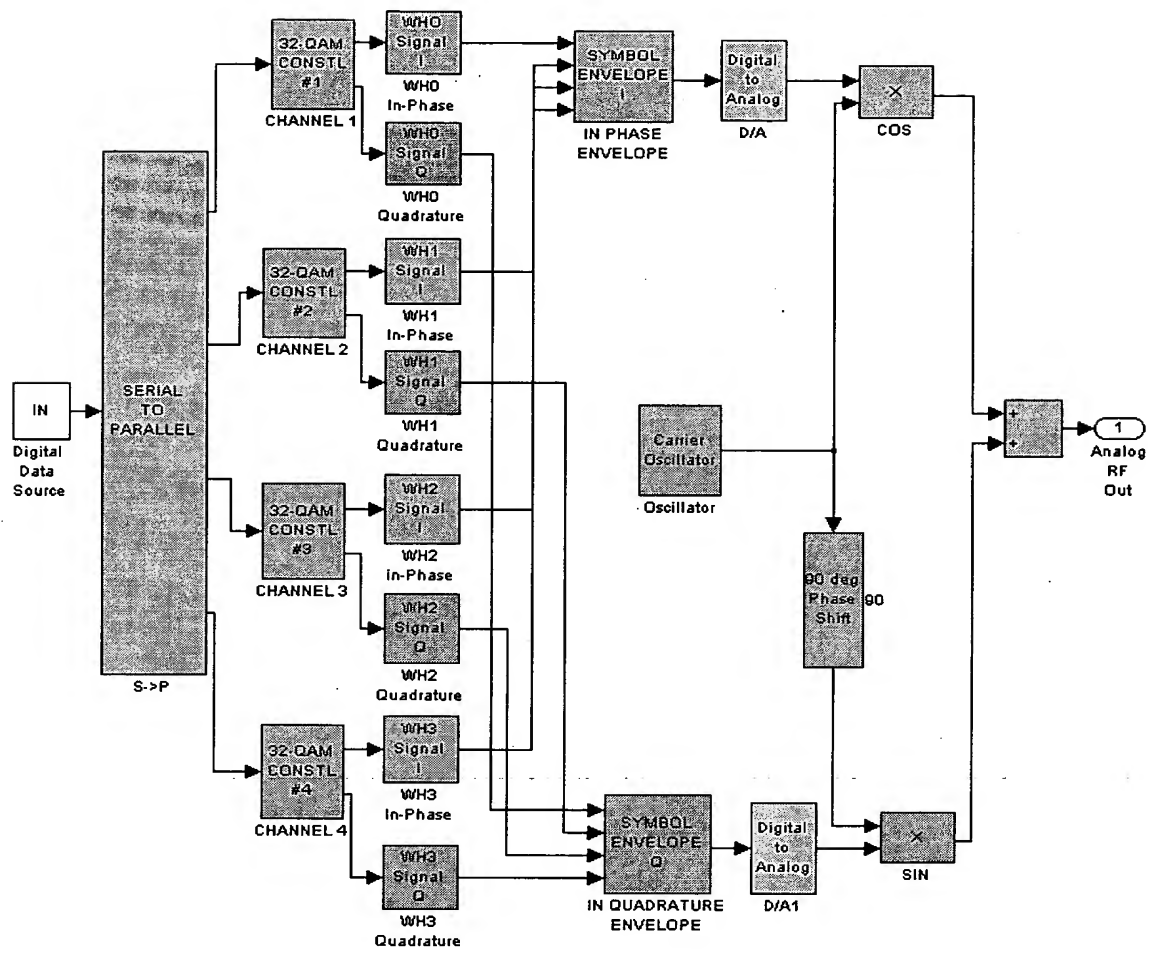 IN
Digital
Data
Source
SERIAL
TO
PARALLEL
S->P
32-QAM
CONSTL
#1
CHANNEL 1
WH0
Signal
I
WH0
In-Phase
WH0
Signal
Q
WH0
Quadrature
32-QAM
CONSTL
#2
CHANNEL 2
WH1
Signal
I
WH1
In-Phase
WH1
Signal
Q
WH1
Quadrature
32-QAM
CONSTL
#3
CHANNEL 3
WH2
Signal
I
WH2
In-Phase
WH2
Signal
Q
WH2
Quadrature
32-QAM
CONSTL
#4
CHANNEL 4
WH3
Signal
I
WH3
In-Phase
WH3
Signal
Q
WH3
Quadrature
SYMBOL
ENVELOPE
I
IN PHASE
ENVELOPE
Digital
to
Analog
D/A
×
COS
Carrier
Oscillator
Oscillator
90 deg
Phase
Shift
90
SYMBOL
ENVELOPE
Q
IN QUADRATURE
ENVELOPE
Digital
to
Analog
D/A1
×
SIN
+
+
1
Analog
RF
Out